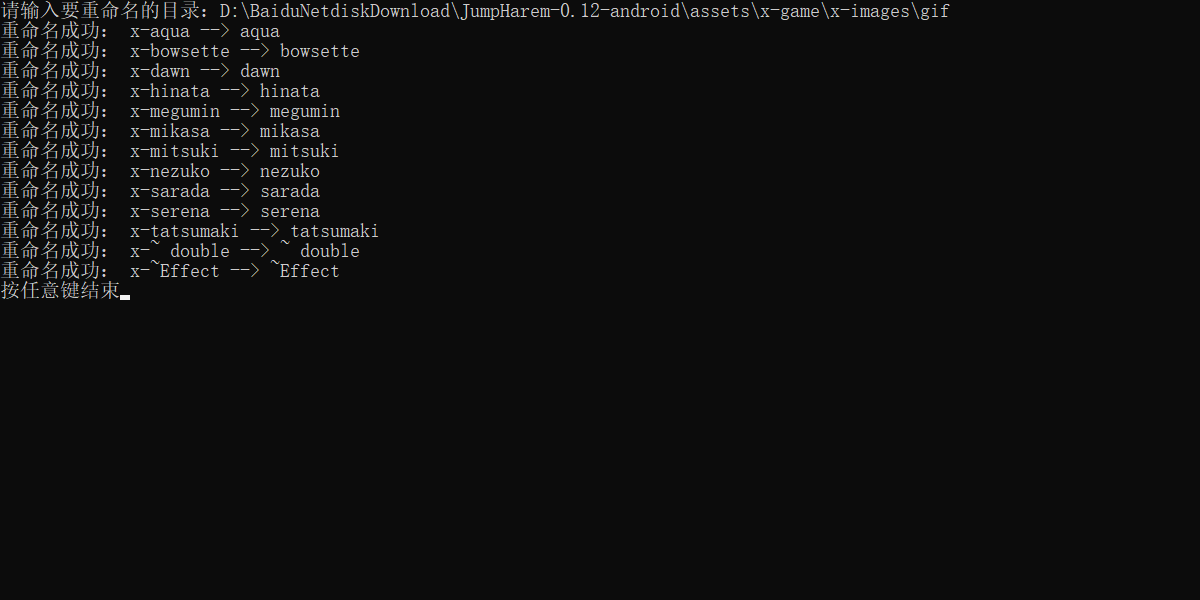 请输入要重命名的目录：D:\BaiduNetdiskDownload\JumpHarem-0.12-android\assets\x-game\x-images\gif
重命名成功： x-aqua --> aqua
重命名成功： x-bowsette --> bowsette
重命名成功： x-dawn --> dawn
重命名成功： x-hinata --> hinata
重命名成功： x-megumin --> megumin
重命名成功： x-mikasa --> mikasa
重命名成功： x-mitsuki --> mitsuki
重命名成功： x-nezuko --> nezuko
重命名成功： x-sarada --> sarada
重命名成功： x-serena --> serena
重命名成功： x-tatsumaki --> tatsumaki
重命名成功： x-~ double --> ~ double
重命名成功： x-~Effect --> ~Effect
按任意键结束